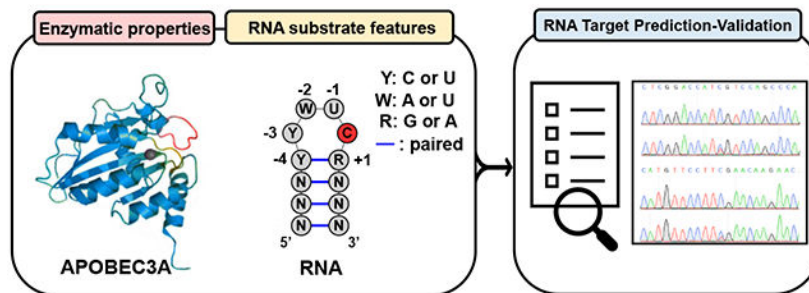 Enzymatic properties
RNA substrate features
RNA Target Prediction-Validation
-2 -1
W U
-3 Y C
-4 Y R +1
N N
N N
N N
5' 3'
Y: C or U
W: A or U
R: G or A
: paired
APOBEC3A
RNA
C T C G G A C C A T C G T C C A G C C C A
C A T G T T C C T T C G A A C A A G A A C